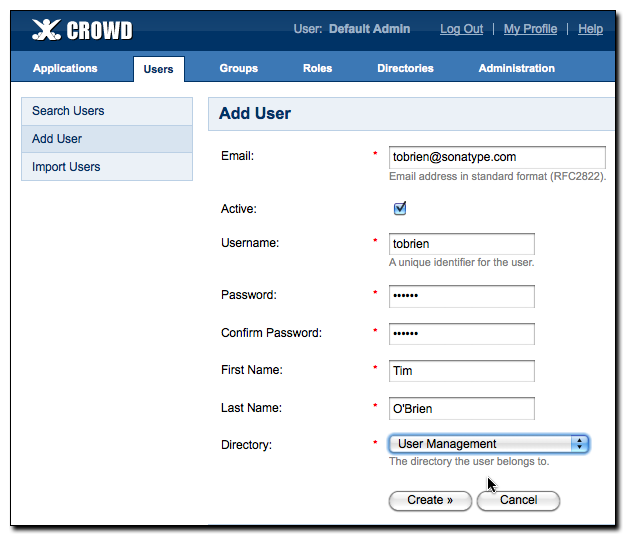 CROWD
User: Default Admin Log Out | My Profile | Help
Applications Users Groups Roles Directories Administration
Search Users
Add User
Import Users
Add User
Email: * tobrien@sonatype.com
Email address in standard format (RFC2822).
Active:
Username: * tobrien
A unique identifier for the user.
Password: * ••••••
Confirm Password: * ••••••
First Name: * Tim
Last Name: * O'Brien
Directory: * User Management
The directory the user belongs to.
Create » Cancel